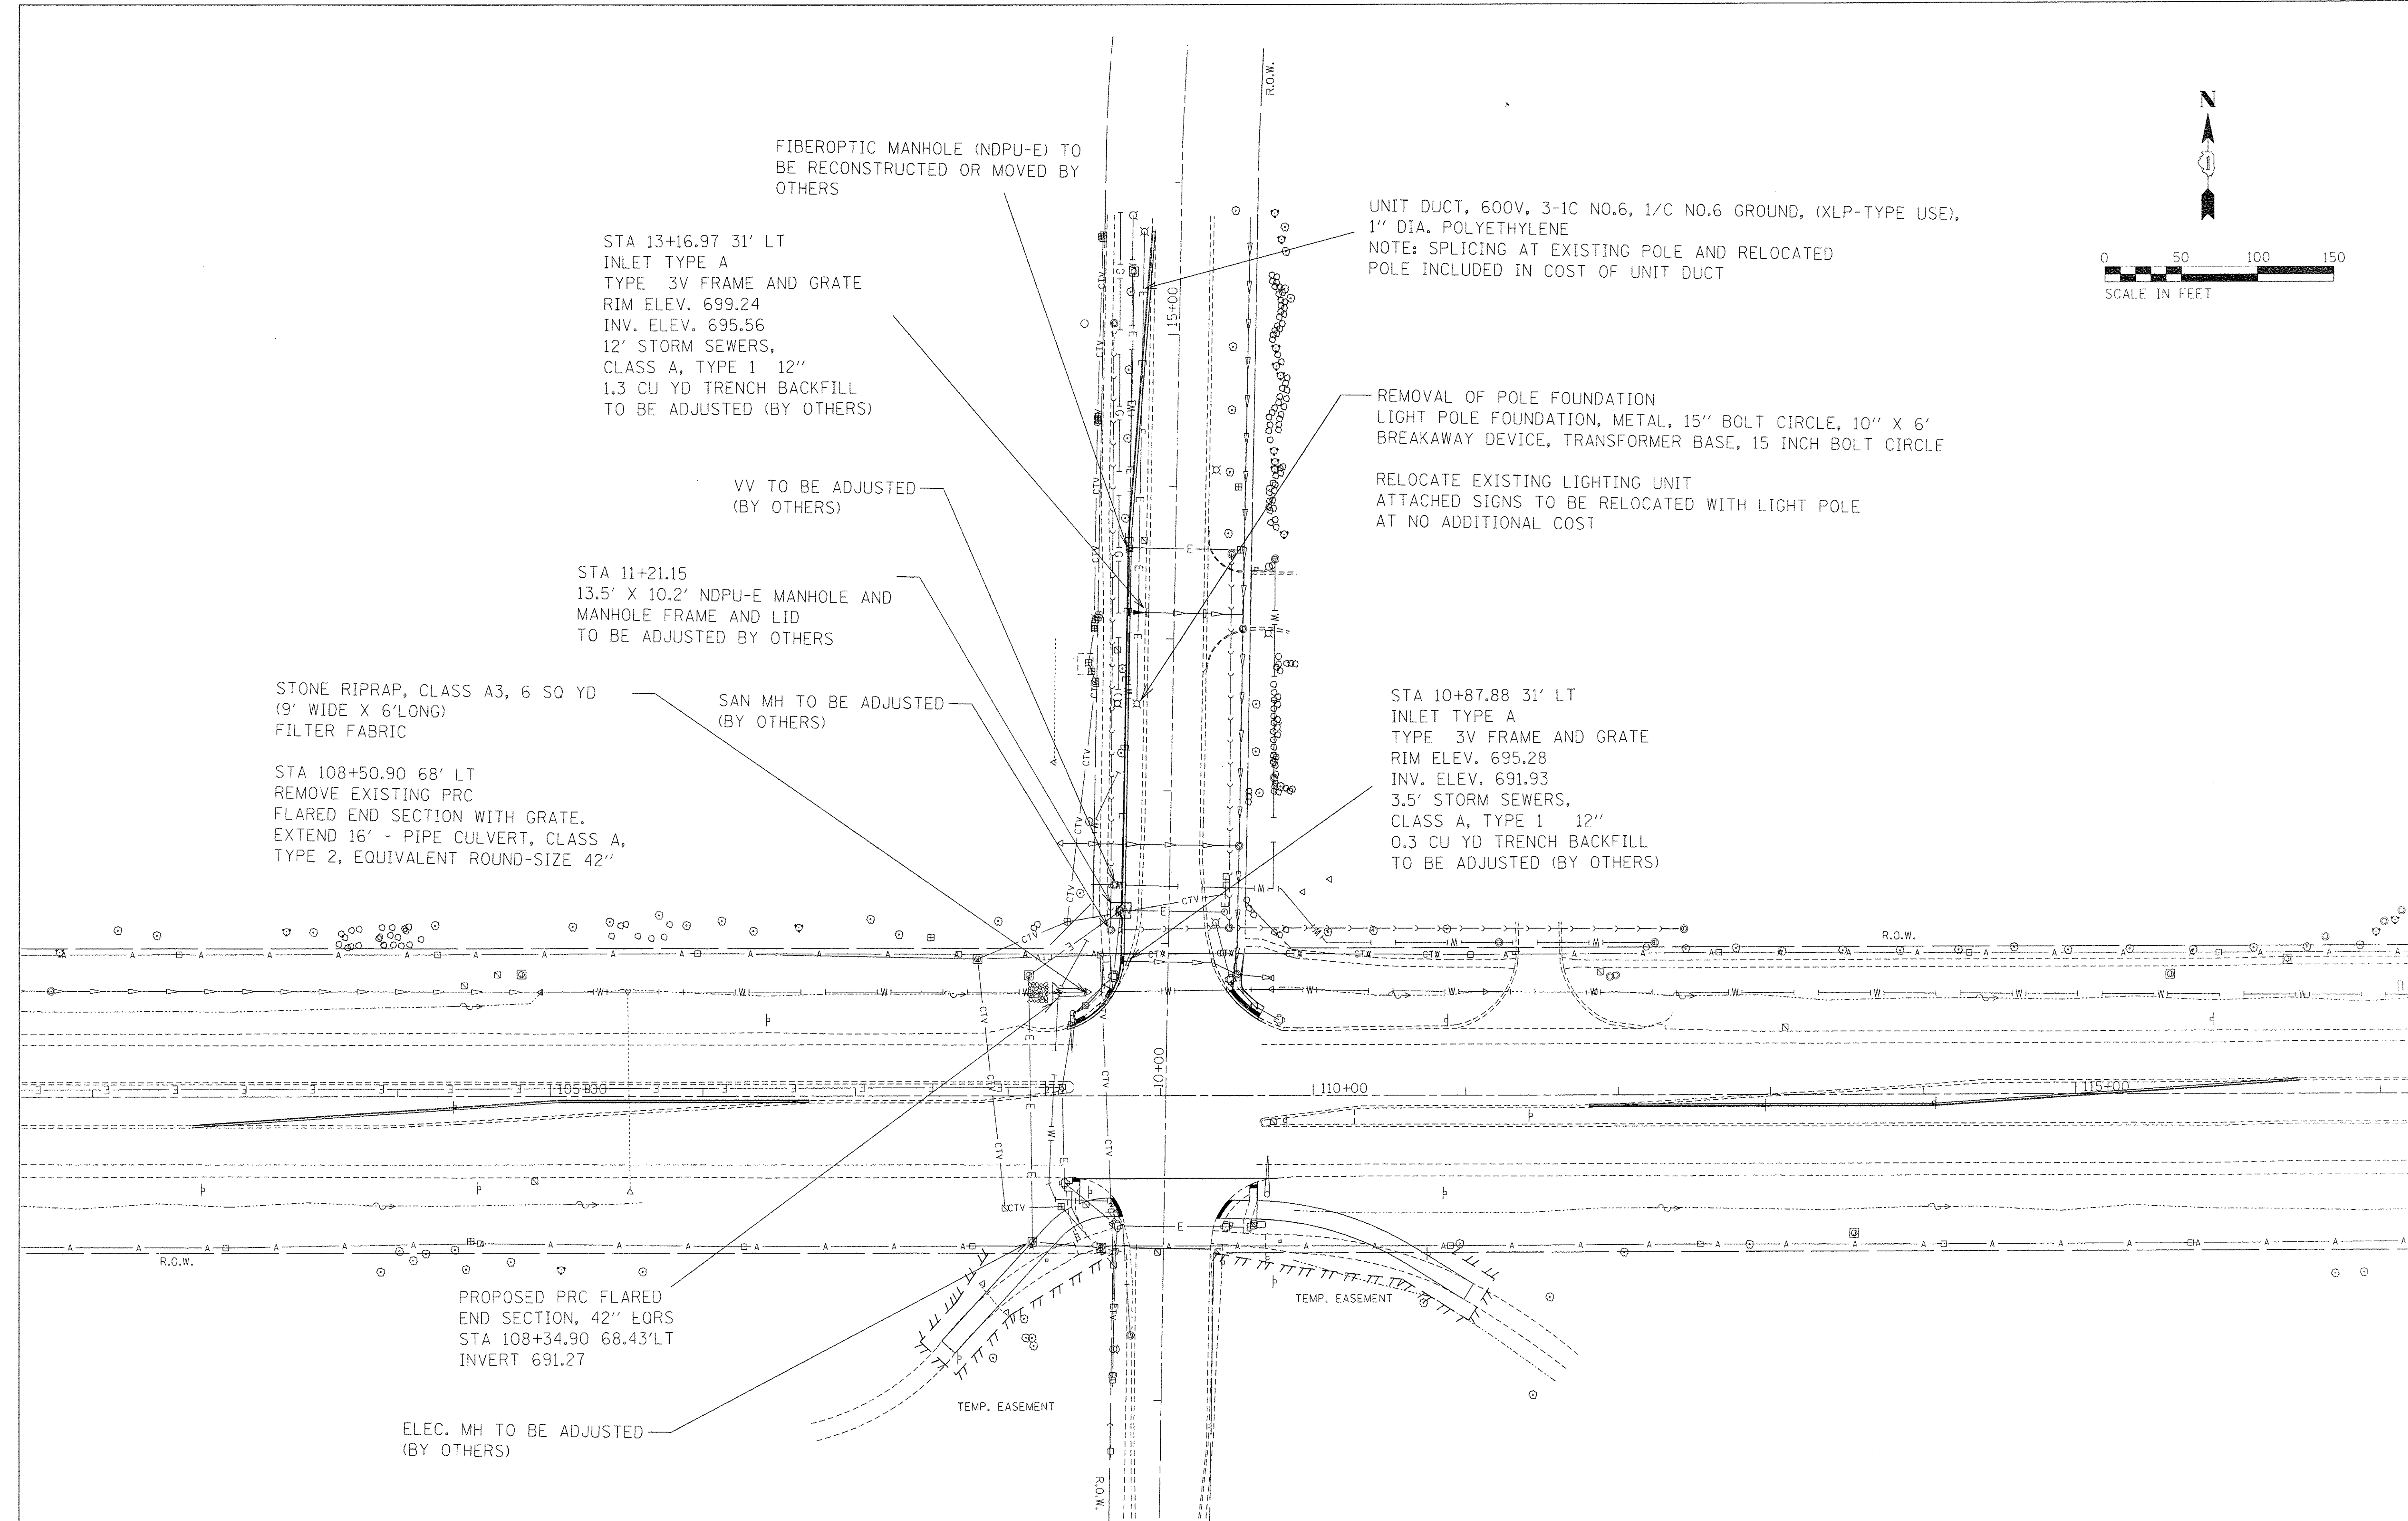 R.O.W.
N
1
FIBEROPTIC MANHOLE (NDPU-E) TO
BE RECONSTRUCTED OR MOVED BY
OTHERS
UNIT DUCT, 600V, 3-1C NO.6, 1/C NO.6 GROUND, (XLP-TYPE USE),
1'' DIA. POLYETHYLENE
NOTE: SPLICING AT EXISTING POLE AND RELOCATED
POLE INCLUDED IN COST OF UNIT DUCT
0 50 100 150
SCALE IN FEET
STA 13+16.97 31' LT
INLET TYPE A
TYPE 3V FRAME AND GRATE
RIM ELEV. 699.24
INV. ELEV. 695.56
12' STORM SEWERS,
CLASS A, TYPE 1 12''
1.3 CU YD TRENCH BACKFILL
TO BE ADJUSTED (BY OTHERS)
15+00
REMOVAL OF POLE FOUNDATION
LIGHT POLE FOUNDATION, METAL, 15'' BOLT CIRCLE, 10'' X 6'
BREAKAWAY DEVICE, TRANSFORMER BASE, 15 INCH BOLT CIRCLE
RELOCATE EXISTING LIGHTING UNIT
ATTACHED SIGNS TO BE RELOCATED WITH LIGHT POLE
AT NO ADDITIONAL COST
VV TO BE ADJUSTED
(BY OTHERS)
STA 11+21.15
13.5' X 10.2' NDPU-E MANHOLE AND
MANHOLE FRAME AND LID
TO BE ADJUSTED BY OTHERS
STONE RIPRAP, CLASS A3, 6 SQ YD
(9' WIDE X 6'LONG)
FILTER FABRIC
SAN MH TO BE ADJUSTED
(BY OTHERS)
STA 108+50.90 68' LT
REMOVE EXISTING PRC
FLARED END SECTION WITH GRATE.
EXTEND 16' - PIPE CULVERT, CLASS A,
TYPE 2, EQUIVALENT ROUND-SIZE 42''
STA 10+87.88 31' LT
INLET TYPE A
TYPE 3V FRAME AND GRATE
RIM ELEV. 695.28
INV. ELEV. 691.93
3.5' STORM SEWERS,
CLASS A, TYPE 1 12''
0.3 CU YD TRENCH BACKFILL
TO BE ADJUSTED (BY OTHERS)
CTV
R.O.W.
105+00
10+00
110+00
115+00
CTV
R.O.W.
PROPOSED PRC FLARED
END SECTION, 42'' EQRS
STA 108+34.90 68.43'LT
INVERT 691.27
TEMP. EASEMENT
TEMP. EASEMENT
ELEC. MH TO BE ADJUSTED
(BY OTHERS)
R.O.W.